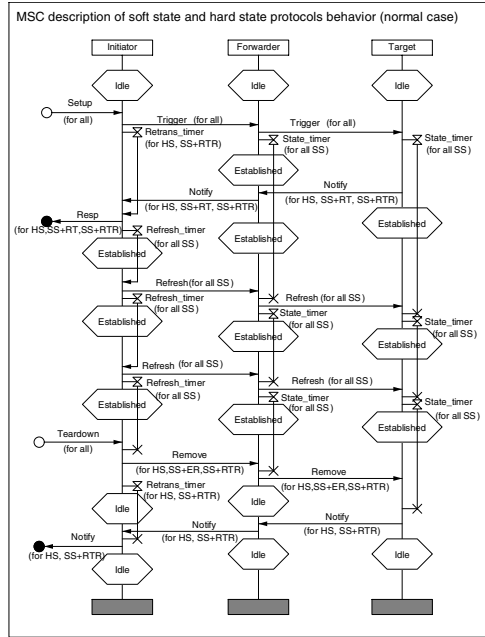 MSC description of soft state and hard state protocols behavior (normal case)
Initiator Forwarder Target
Idle Idle Idle
Setup
(for all)
Trigger (for all)
Trigger (for all)
Retrans_timer
(for HS, SS+RTR)
State_timer
(for all SS)
State_timer
(for all SS)
Established
Notify
(for HS, SS+RT, SS+RTR)
Notify
(for HS, SS+RT, SS+RTR)
Resp
(for HS,SS+RT,SS+RTR)
Established
Established
Refresh_timer
(for all SS)
Established
Refresh(for all SS)
Refresh_timer
(for all SS)
Refresh (for all SS)
Established
State_timer
(for all SS)
State_timer
(for all SS)
Established
Established
Refresh (for all SS)
Refresh_timer
(for all SS)
Refresh (for all SS)
Established
State_timer
(for all SS)
State_timer
(for all SS)
Established
Established
Teardown
(for all)
Remove
(for HS,SS+ER,SS+RTR)
Remove
(for HS,SS+ER,SS+RTR)
Retrans_timer
(for HS, SS+RTR)
Idle
Idle
Notify
(for HS, SS+RTR)
Notify
(for HS, SS+RTR)
Notify
(for HS, SS+RTR)
Idle Idle Idle